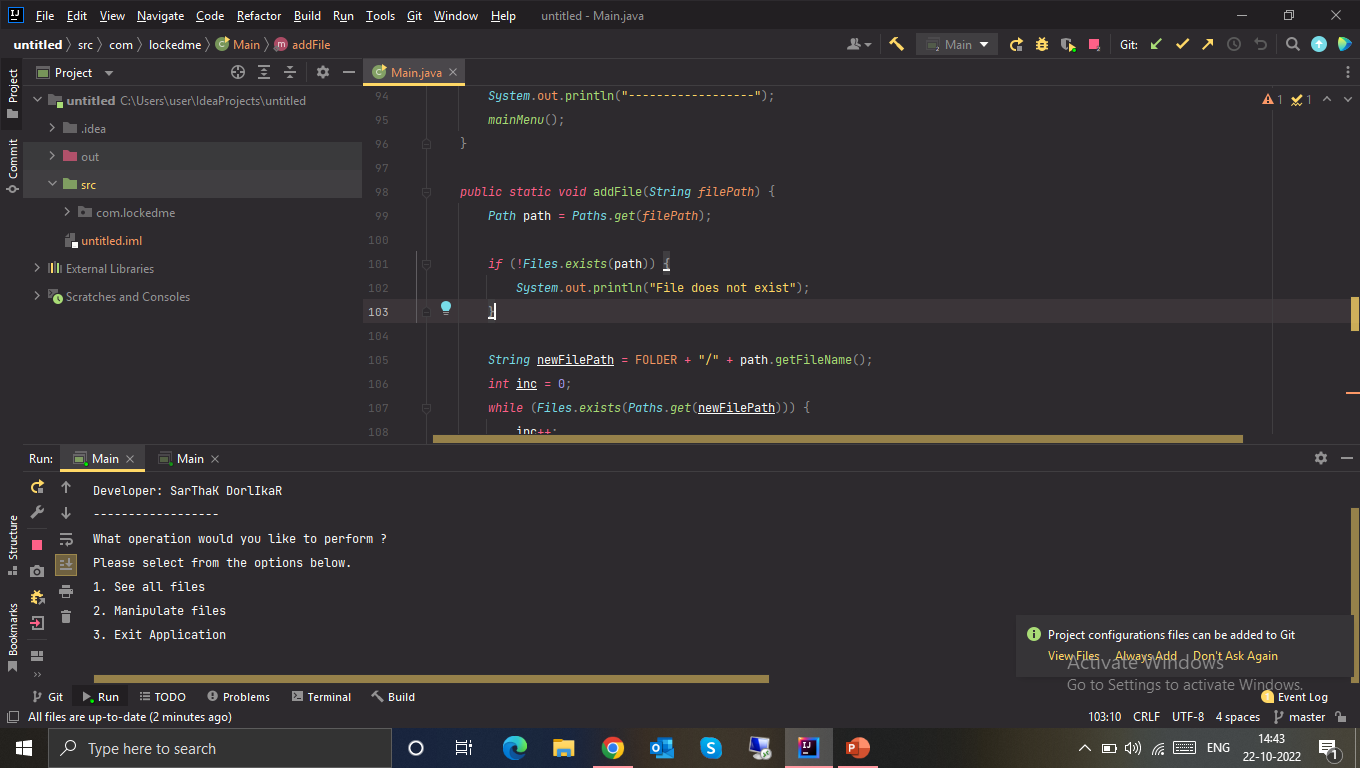 File Edit View Navigate Code Refactor Build Run Tools Git Window Help untitled - Main.java
untitled src com lockedme Main addFile
Main Git:
Project
Main.java
Project
untitled C:\Users\user\IdeaProjects\untitled
.idea
out
src
com.lockedme
untitled.iml
External Libraries
Scratches and Consoles
Commit
1 1
94 System.out.println("------------------");
95 mainMenu();
96 }
97
98 public static void addFile(String filePath) {
99 Path path = Paths.get(filePath);
100
101 if (!Files.exists(path)) {
102 System.out.println("File does not exist");
103 }
104
105 String newFilePath = FOLDER + "/" + path.getFileName();
106 int inc = 0;
107 while (Files.exists(Paths.get(newFilePath))) {
108 inc++;
Run: Main Main
Developer: SarThaK DorlIkaR
------------------
What operation would you like to perform ?
Please select from the options below.
1. See all files
2. Manipulate files
3. Exit Application
Structure
Bookmarks
Project configurations files can be added to Git
View Files Always Add Don't Ask Again
Activate Windows
Go to Settings to activate Windows.
Git Run TODO Problems Terminal Build
1 Event Log
All files are up-to-date (2 minutes ago)
103:10 CRLF UTF-8 4 spaces master
Type here to search
ENG
14:43
22-10-2022
1